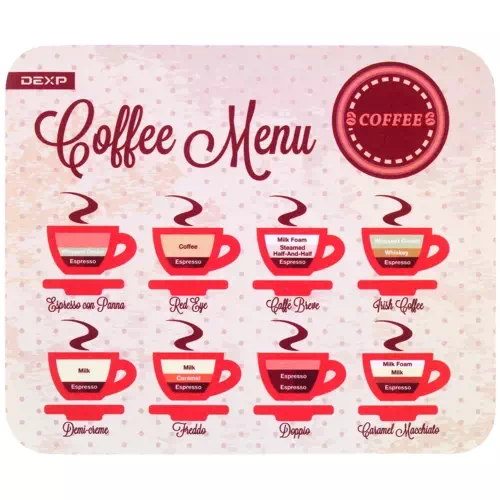 DEXP
Coffee Menu
COFFEE
Whipped Cream
Espresso
Espresso con Panna
Coffee
Espresso
Red Eye
Milk Foam
Steamed
Half-And-Half
Espresso
Caffè Breve
Whipped Cream
Whiskey
Espresso
Irish Coffee
Milk
Espresso
Demi-creme
Milk
Caramel
Espresso
Freddo
Espresso
Espresso
Doppio
Milk Foam
Milk
Espresso
Caramel Macchiato